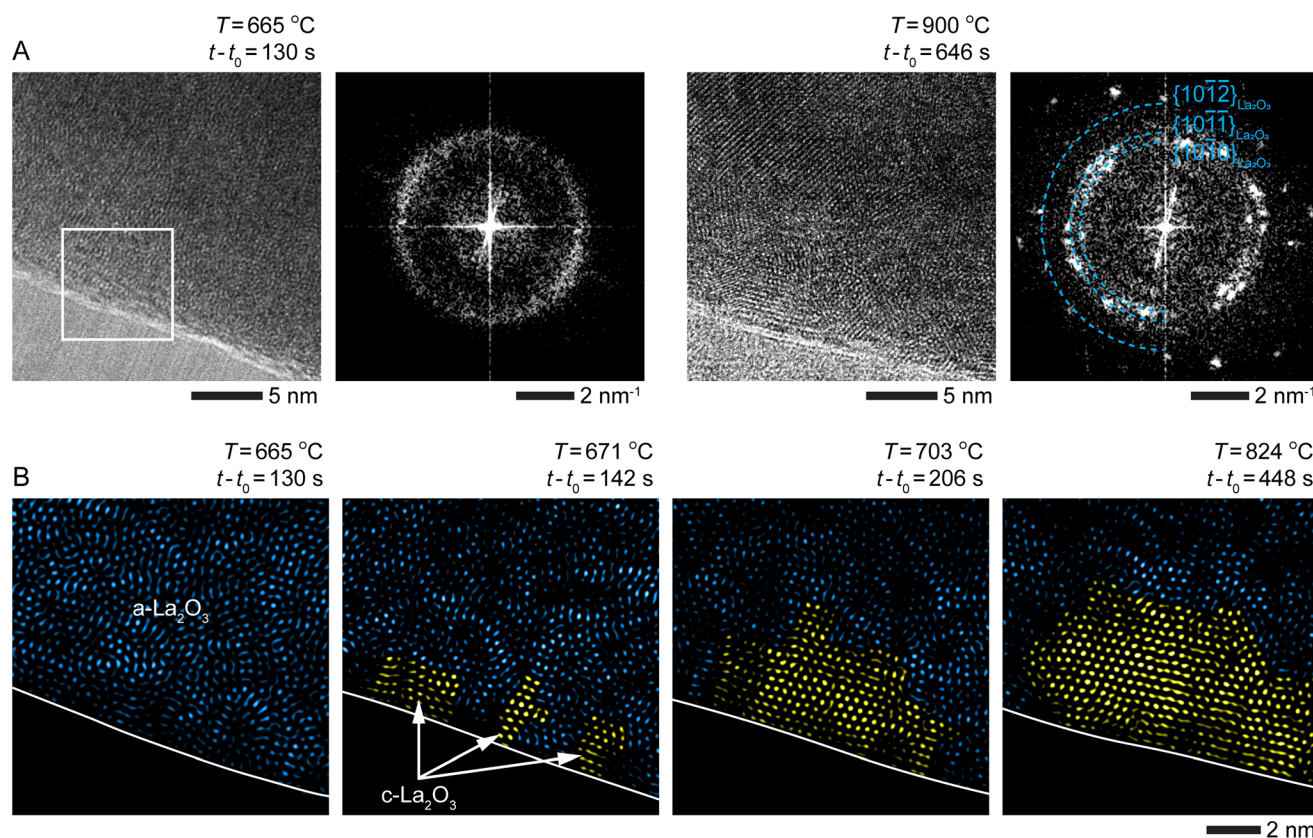 T = 665 °C
t - t₀ = 130 s
T = 900 °C
t - t₀ = 646 s
A
{101̅2̅}La₂O₃
{101̅1̅}La₂O₃
{101̅0}La₂O₃
5 nm
2 nm⁻¹
5 nm
2 nm⁻¹
B
T = 665 °C
t - t₀ = 130 s
T = 671 °C
t - t₀ = 142 s
T = 703 °C
t - t₀ = 206 s
T = 824 °C
t - t₀ = 448 s
a-La₂O₃
c-La₂O₃
2 nm